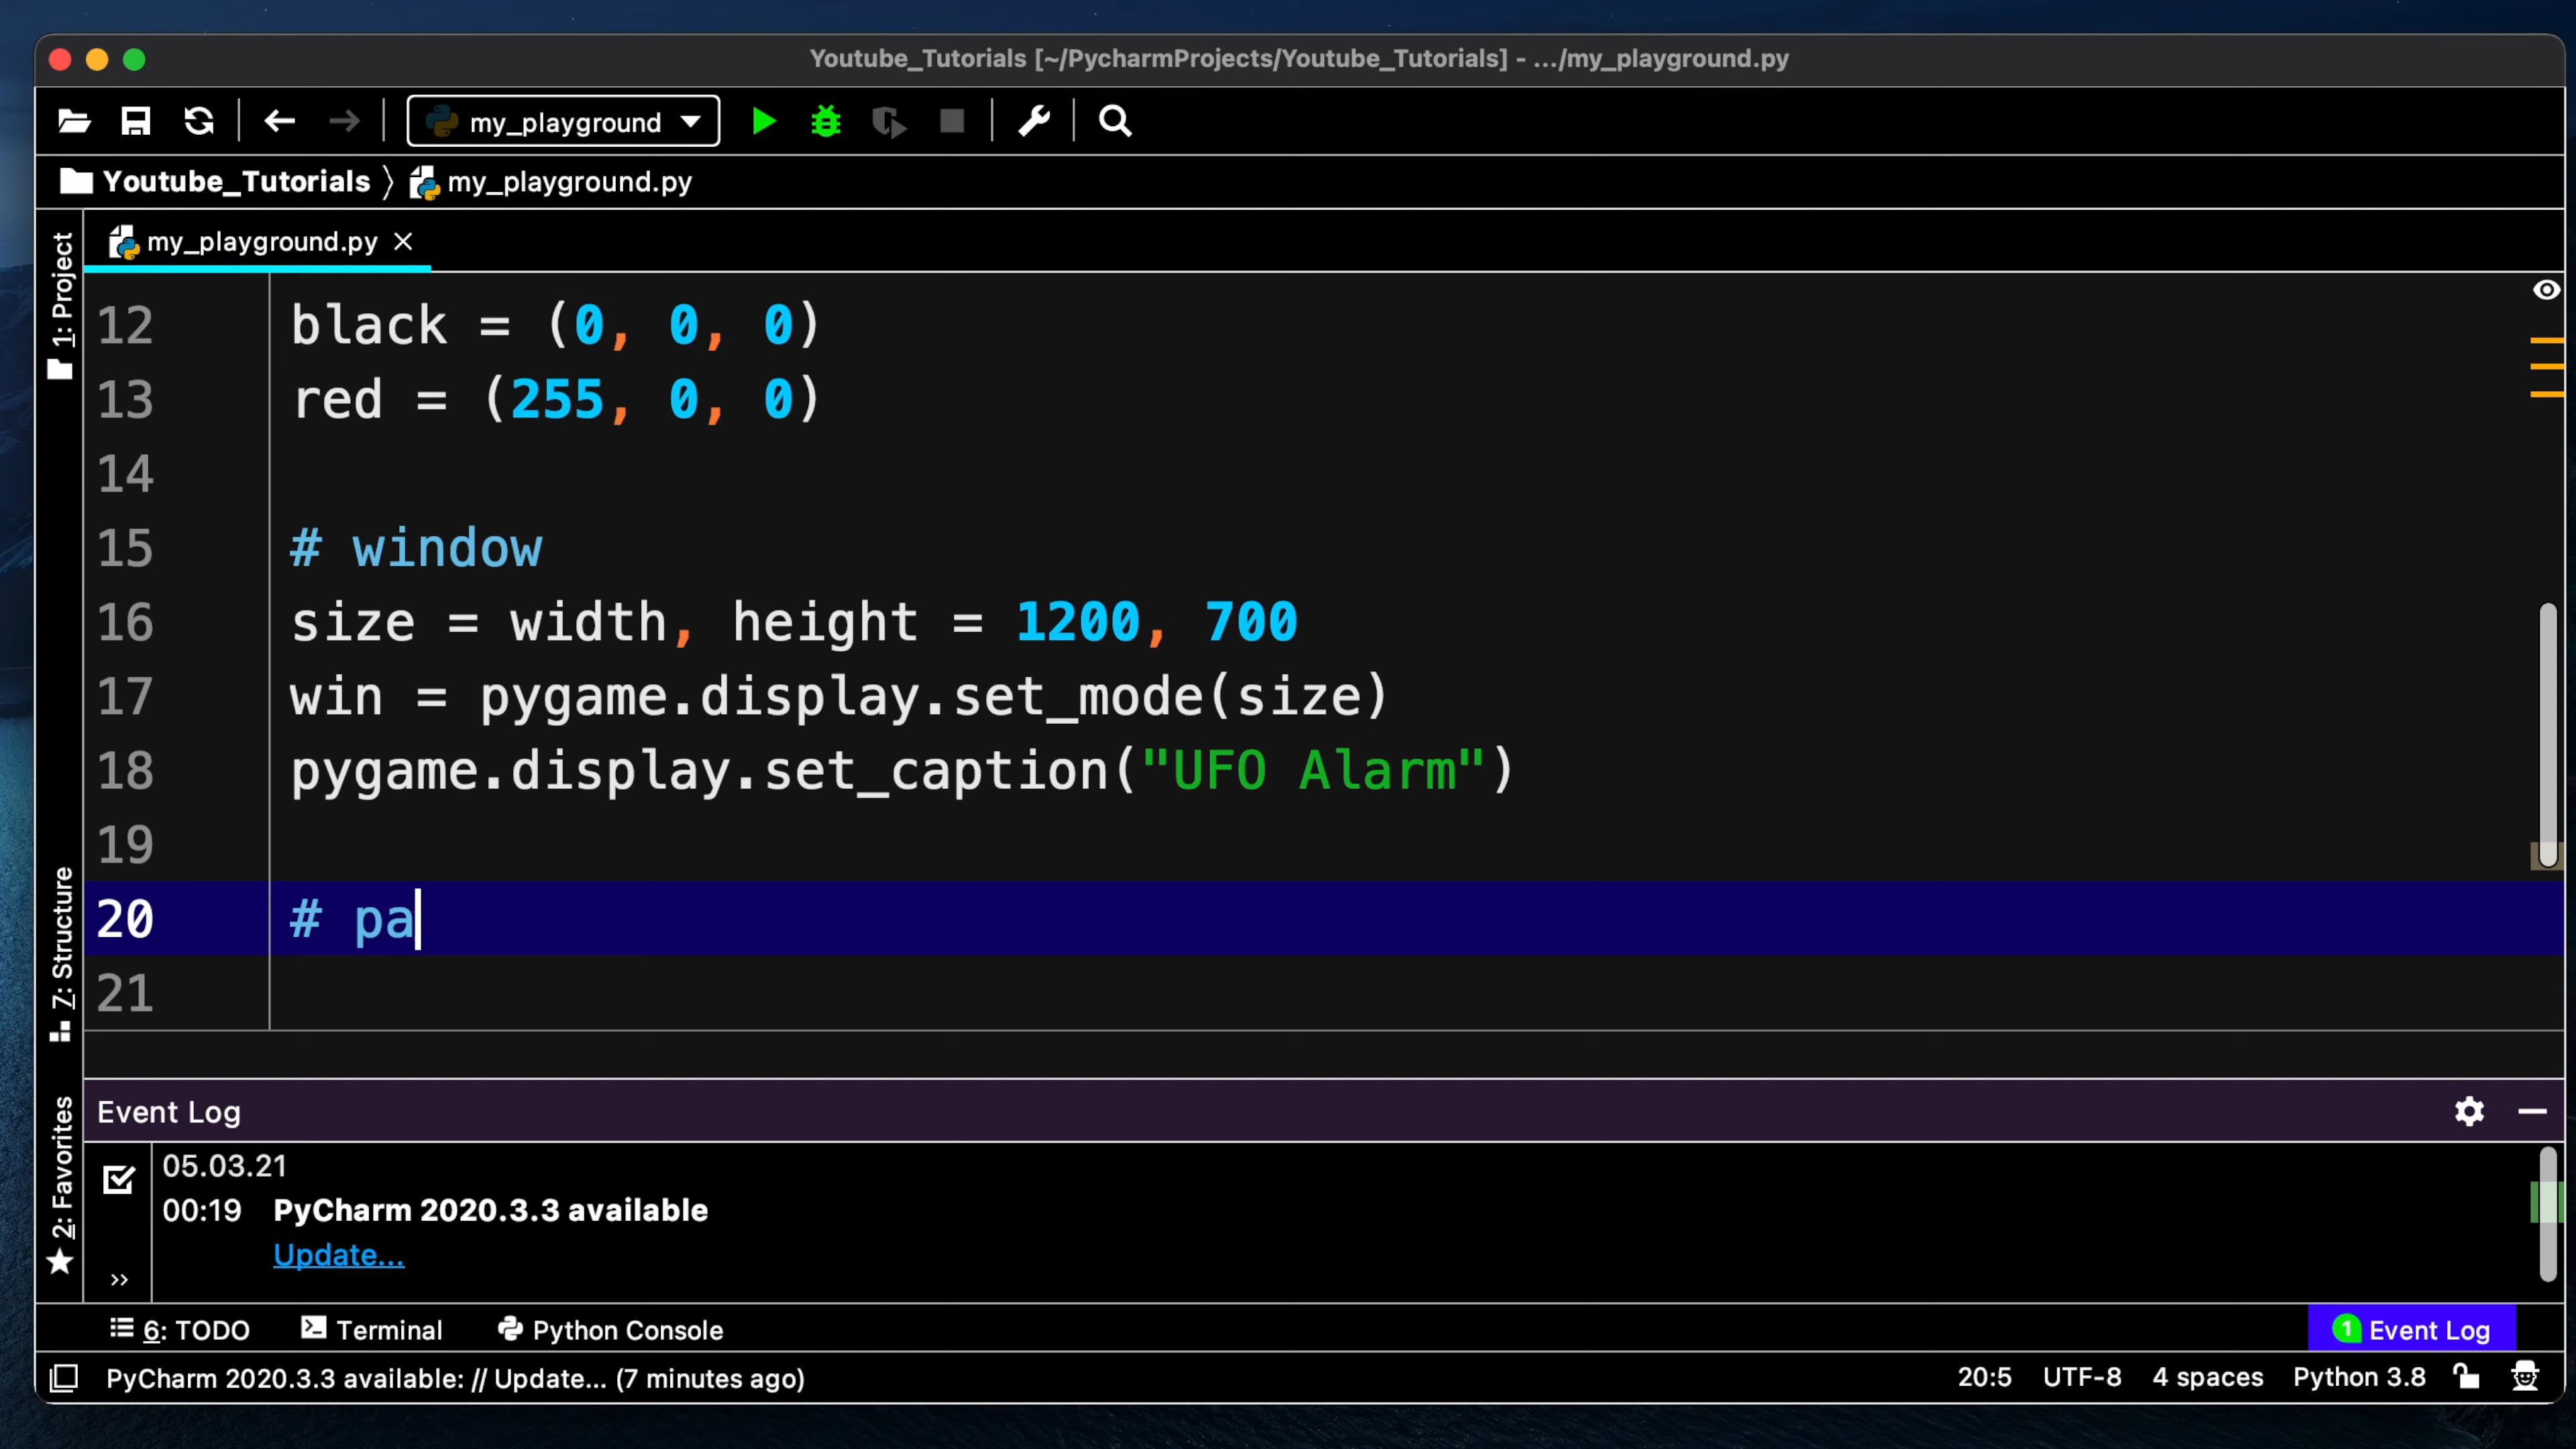 Youtube_Tutorials [~/PycharmProjects/Youtube_Tutorials] - .../my_playground.py
my_playground
Youtube_Tutorials my_playground.py
my_playground.py
1: Project
12 black = (0, 0, 0)
13 red = (255, 0, 0)
14
15 # window
16 size = width, height = 1200, 700
17 win = pygame.display.set_mode(size)
18 pygame.display.set_caption("UFO Alarm")
19
20 # pa
21
7: Structure
2: Favorites
Event Log
05.03.21
00:19 PyCharm 2020.3.3 available
Update...
6: TODO Terminal Python Console 1 Event Log
PyCharm 2020.3.3 available: // Update... (7 minutes ago) 20:5 UTF-8 4 spaces Python 3.8